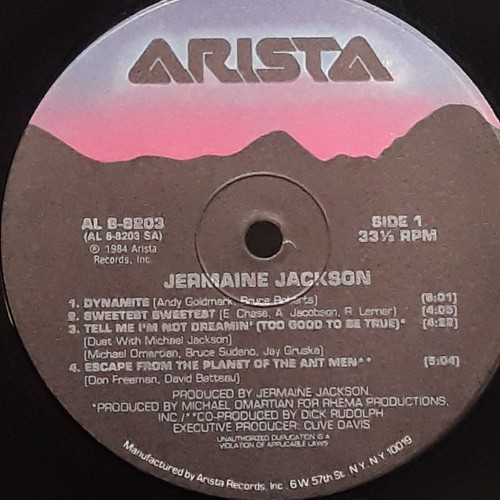 ARISTA
AL 8-8203
(AL 8-8203 SA)
℗ 1984 Arista
Records, Inc.
SIDE 1
33⅓ RPM
JERMAINE JACKSON
1. DYNAMITE (Andy Goldmark, Bruce Roberts) [6:01]
2. SWEETEST SWEETEST (E. Chase, A. Jacobson, R. Lerner) [4:05]
3. TELL ME I'M NOT DREAMIN' (TOO GOOD TO BE TRUE)* [4:22]
(Duet With Michael Jackson)
[Michael Omartian, Bruce Sudano, Jay Gruska]
4. ESCAPE FROM THE PLANET OF THE ANT MEN** [5:04]
(Don Freeman, David Batteau)
PRODUCED BY JERMAINE JACKSON
*PRODUCED BY MICHAEL OMARTIAN FOR RHEMA PRODUCTIONS,
INC./**CO-PRODUCED BY DICK RUDOLPH
EXECUTIVE PRODUCER: CLIVE DAVIS
UNAUTHORIZED DUPLICATION IS A
VIOLATION OF APPLICABLE LAWS
Manufactured by Arista Records, Inc. 6 W 57th St. N.Y. N.Y. 10019